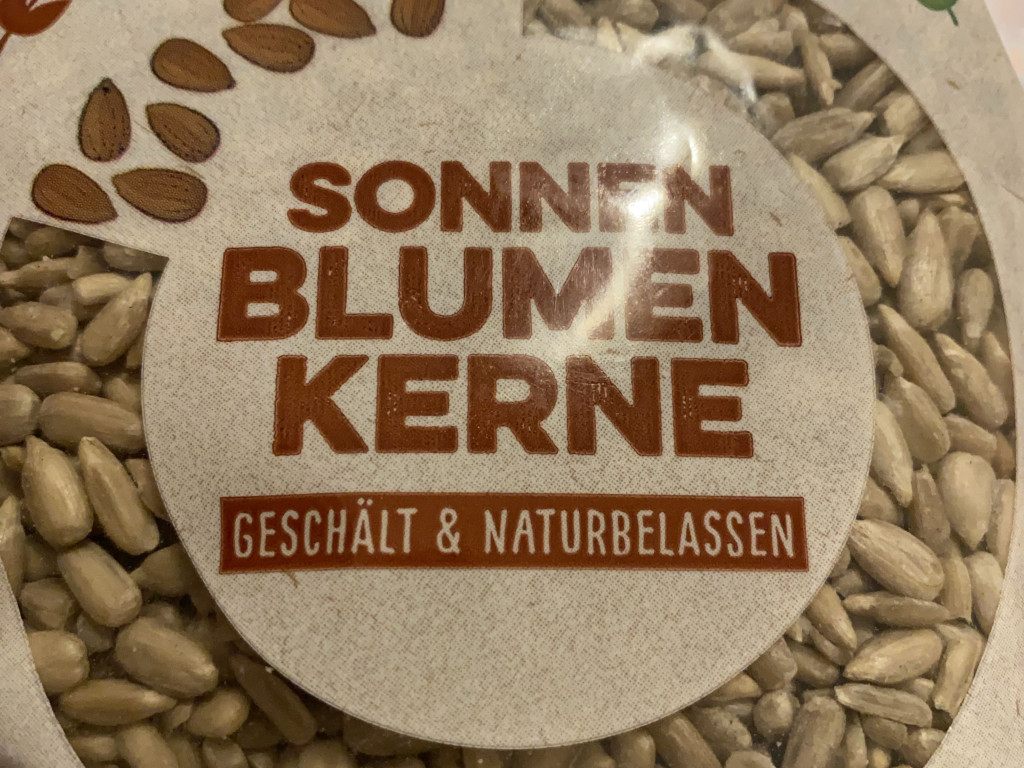 SONNEN
BLUMEN
KERNE
GESCHÄLT & NATURBELASSEN